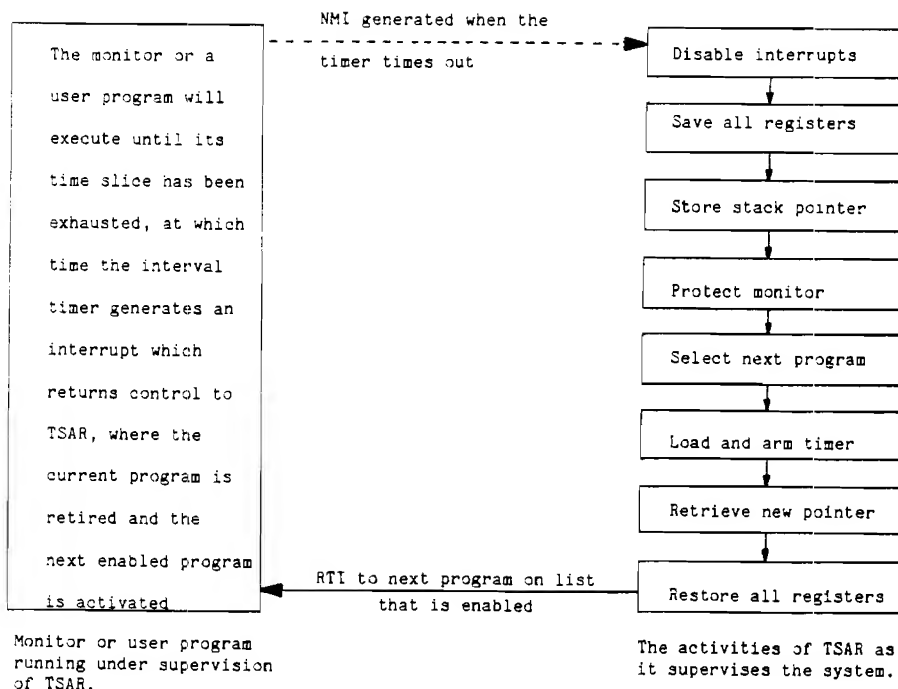 NMI generated when the
timer times out
The monitor or a
user program will
execute until its
time slice has been
exhausted, at which
time the interval
timer generates an
interrupt which
returns control to
TSAR, where the
current program is
retired and the
next enabled program
is activated
Disable interrupts
Save all registers
Store stack pointer
Protect monitor
Select next program
Load and arm timer
Retrieve new pointer
Restore all registers
RTI to next program on list
that is enabled
Monitor or user program
running under supervision
of TSAR.
The activities of TSAR as
it supervises the system.